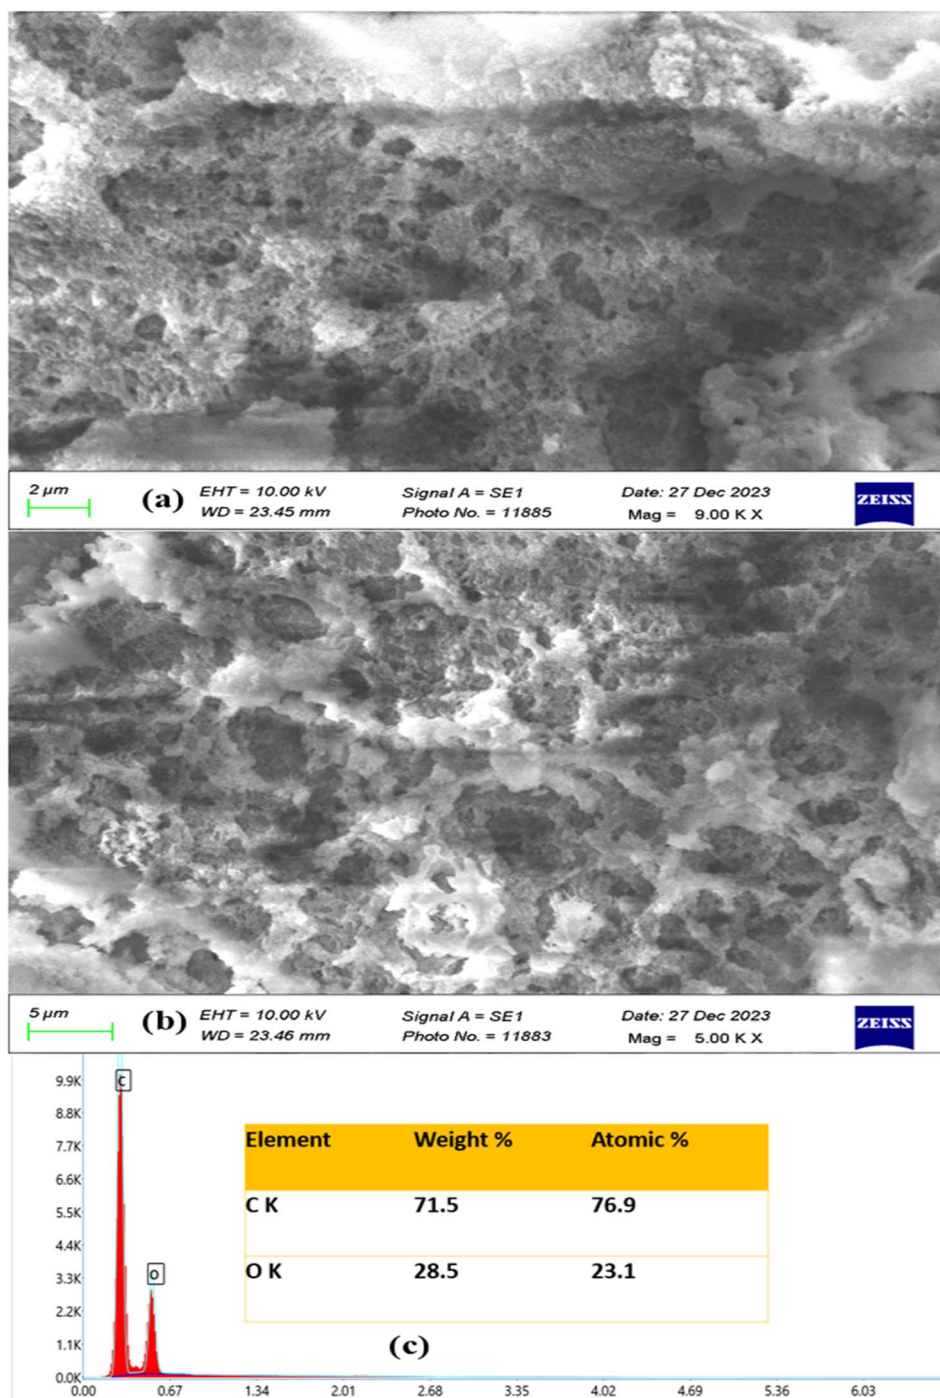 2 µm (a) EHT = 10.00 kV Signal A = SE1 Date: 27 Dec 2023 ZEISS
WD = 23.45 mm Photo No. = 11885 Mag = 9.00 K X
5 µm (b) EHT = 10.00 kV Signal A = SE1 Date: 27 Dec 2023 ZEISS
WD = 23.46 mm Photo No. = 11883 Mag = 5.00 K X
9.9K
8.8K
7.7K
6.6K
5.5K
4.4K
3.3K
2.2K
1.1K
0.0K
C
O
Element Weight % Atomic %
C K 71.5 76.9
O K 28.5 23.1
(c)
0.00 0.67 1.34 2.01 2.68 3.35 4.02 4.69 5.36 6.03